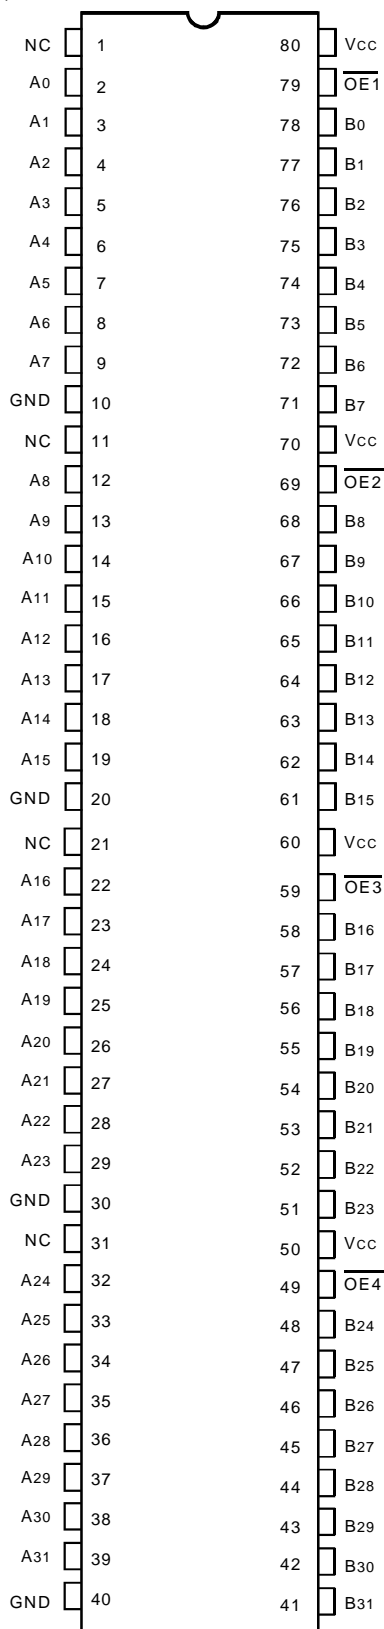 NC 1 80 VCC
A0 2 79 OE1
A1 3 78 B0
A2 4 77 B1
A3 5 76 B2
A4 6 75 B3
A5 7 74 B4
A6 8 73 B5
A7 9 72 B6
GND 10 71 B7
NC 11 70 VCC
A8 12 69 OE2
A9 13 68 B8
A10 14 67 B9
A11 15 66 B10
A12 16 65 B11
A13 17 64 B12
A14 18 63 B13
A15 19 62 B14
GND 20 61 B15
NC 21 60 VCC
A16 22 59 OE3
A17 23 58 B16
A18 24 57 B17
A19 25 56 B18
A20 26 55 B19
A21 27 54 B20
A22 28 53 B21
A23 29 52 B22
GND 30 51 B23
NC 31 50 VCC
A24 32 49 OE4
A25 33 48 B24
A26 34 47 B25
A27 35 46 B26
A28 36 45 B27
A29 37 44 B28
A30 38 43 B29
A31 39 42 B30
GND 40 41 B31